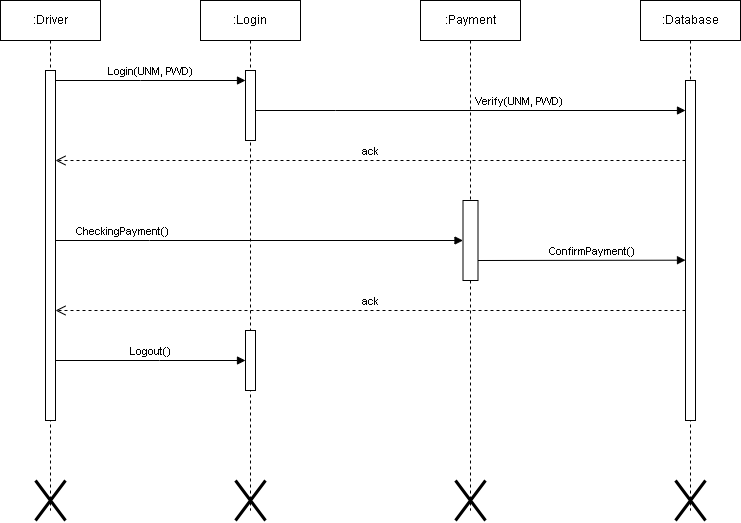 :Driver
:Login
:Payment
:Database
Login(UNM, PWD)
Verify(UNM, PWD)
ack
CheckingPayment()
ConfirmPayment()
ack
Logout()